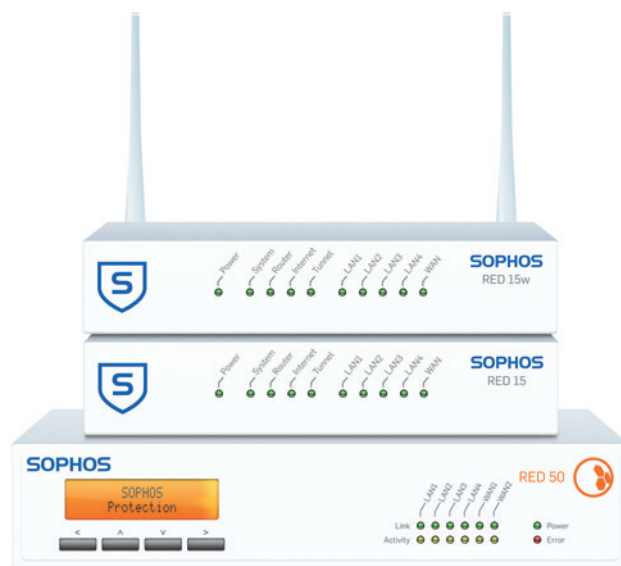 Power System Router Internet Tunnel LAN1 LAN2 LAN3 LAN4 WAN
SOPHOS
RED 15w
S
Power System Router Internet Tunnel LAN1 LAN2 LAN3 LAN4 WAN
SOPHOS
RED 15
S
SOPHOS
SOPHOS
Protection
< ʌ v >
LAN1 LAN2 LAN3 LAN4 WAN1 WAN2
Link
Activity
RED 50
Power
Error